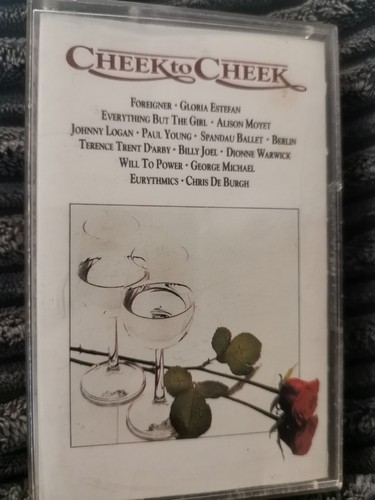 CHEEK to CHEEK
FOREIGNER · GLORIA ESTEFAN
EVERYTHING BUT THE GIRL · ALISON MOYET
JOHNNY LOGAN · PAUL YOUNG · SPANDAU BALLET · BERLIN
TERENCE TRENT D'ARBY · BILLY JOEL · DIONNE WARWICK
WILL TO POWER · GEORGE MICHAEL
EURYTHMICS · CHRIS DE BURGH